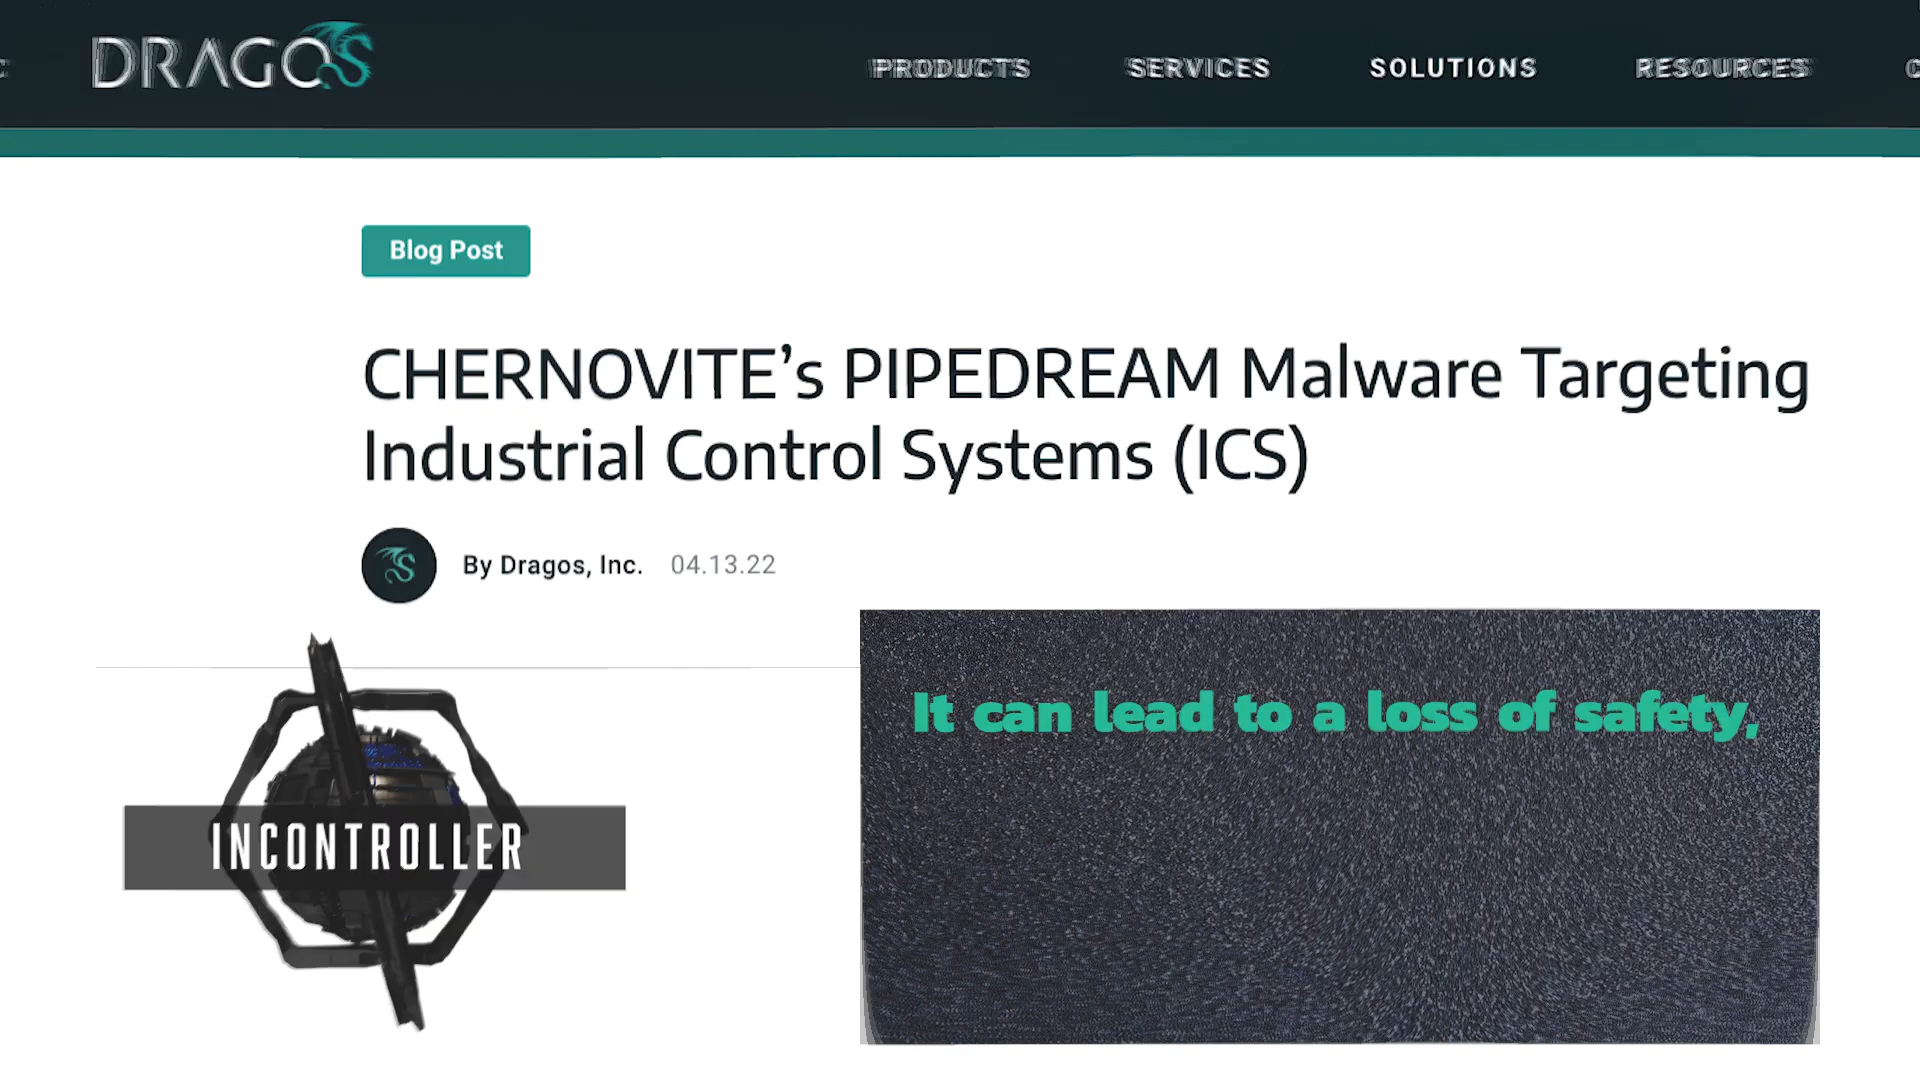 DRAGOS
PRODUCTS SERVICES SOLUTIONS RESOURCES
Blog Post
CHERNOVITE’s PIPEDREAM Malware Targeting
Industrial Control Systems (ICS)
By Dragos, Inc. 04.13.22
It can lead to a loss of safety,
INCONTROLLER